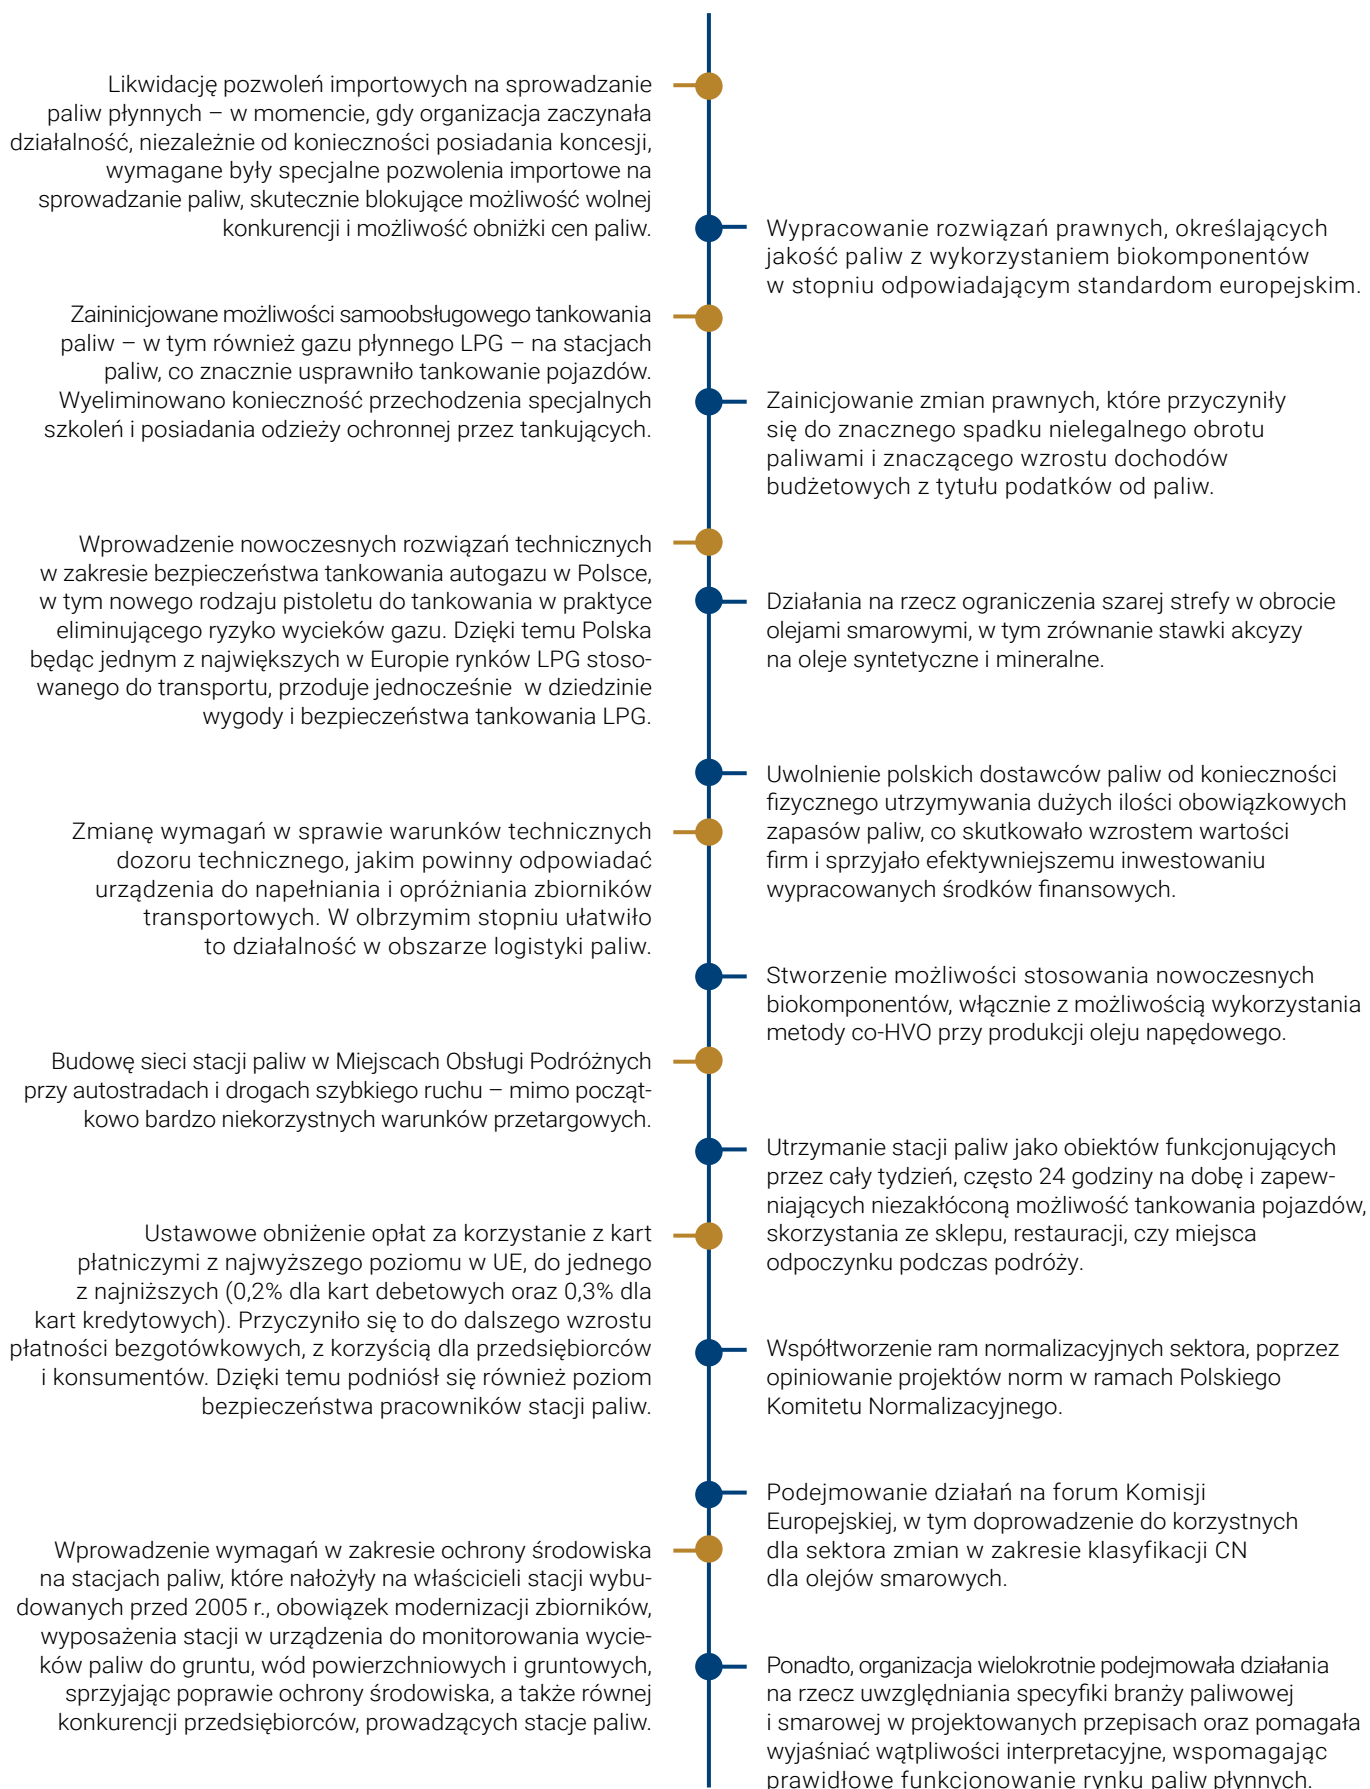 Likwidację pozwoleń importowych na sprowadzanie
paliw płynnych – w momencie, gdy organizacja zaczynała
działalność, niezależnie od konieczności posiadania koncesji,
wymagane były specjalne pozwolenia importowe na
sprowadzanie paliw, skutecznie blokujące możliwość wolnej
konkurencji i możliwość obniżki cen paliw.
Wypracowanie rozwiązań prawnych, określających
jakość paliw z wykorzystaniem biokomponentów
w stopniu odpowiadającym standardom europejskim.
Zaininicjowane możliwości samoobsługowego tankowania
paliw – w tym również gazu płynnego LPG – na stacjach
paliw, co znacznie usprawniło tankowanie pojazdów.
Wyeliminowano konieczność przechodzenia specjalnych
szkoleń i posiadania odzieży ochronnej przez tankujących.
Zainicjowanie zmian prawnych, które przyczyniły
się do znacznego spadku nielegalnego obrotu
paliwami i znaczącego wzrostu dochodów
budżetowych z tytułu podatków od paliw.
Wprowadzenie nowoczesnych rozwiązań technicznych
w zakresie bezpieczeństwa tankowania autogazu w Polsce,
w tym nowego rodzaju pistoletu do tankowania w praktyce
eliminującego ryzyko wycieków gazu. Dzięki temu Polska
będąc jednym z największych w Europie rynków LPG stoso-
wanego do transportu, przoduje jednocześnie  w dziedzinie
wygody i bezpieczeństwa tankowania LPG.
Działania na rzecz ograniczenia szarej strefy w obrocie
olejami smarowymi, w tym zrównanie stawki akcyzy
na oleje syntetyczne i mineralne.
Uwolnienie polskich dostawców paliw od konieczności
fizycznego utrzymywania dużych ilości obowiązkowych
zapasów paliw, co skutkowało wzrostem wartości
firm i sprzyjało efektywniejszemu inwestowaniu
wypracowanych środków finansowych.
Zmianę wymagań w sprawie warunków technicznych
dozoru technicznego, jakim powinny odpowiadać
urządzenia do napełniania i opróżniania zbiorników
transportowych. W olbrzymim stopniu ułatwiło
to działalność w obszarze logistyki paliw.
Stworzenie możliwości stosowania nowoczesnych
biokomponentów, włącznie z możliwością wykorzystania
metody co-HVO przy produkcji oleju napędowego.
Budowę sieci stacji paliw w Miejscach Obsługi Podróżnych
przy autostradach i drogach szybkiego ruchu – mimo począt-
kowo bardzo niekorzystnych warunków przetargowych.
Utrzymanie stacji paliw jako obiektów funkcjonujących
przez cały tydzień, często 24 godziny na dobę i zapew-
niających niezakłóconą możliwość tankowania pojazdów,
skorzystania ze sklepu, restauracji, czy miejsca
odpoczynku podczas podróży.
Ustawowe obniżenie opłat za korzystanie z kart
płatniczymi z najwyższego poziomu w UE, do jednego
z najniższych (0,2% dla kart debetowych oraz 0,3% dla
kart kredytowych). Przyczyniło się to do dalszego wzrostu
płatności bezgotówkowych, z korzyścią dla przedsiębiorców
i konsumentów. Dzięki temu podniósł się również poziom
bezpieczeństwa pracowników stacji paliw.
Współtworzenie ram normalizacyjnych sektora, poprzez
opiniowanie projektów norm w ramach Polskiego
Komitetu Normalizacyjnego.
Podejmowanie działań na forum Komisji
Europejskiej, w tym doprowadzenie do korzystnych
dla sektora zmian w zakresie klasyfikacji CN
dla olejów smarowych.
Wprowadzenie wymagań w zakresie ochrony środowiska
na stacjach paliw, które nałożyły na właścicieli stacji wybu-
dowanych przed 2005 r., obowiązek modernizacji zbiorników,
wyposażenia stacji w urządzenia do monitorowania wycie-
ków paliw do gruntu, wód powierzchniowych i gruntowych,
sprzyjając poprawie ochrony środowiska, a także równej
konkurencji przedsiębiorców, prowadzących stacje paliw.
Ponadto, organizacja wielokrotnie podejmowała działania
na rzecz uwzględniania specyfiki branży paliwowej
i smarowej w projektowanych przepisach oraz pomagała
wyjaśniać wątpliwości interpretacyjne, wspomagając
prawidłowe funkcjonowanie rynku paliw płynnych.